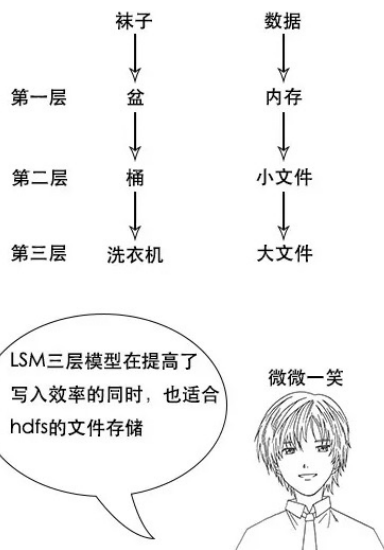 袜子 数据
第一层 盆 内存
第二层 桶 小文件
第三层 洗衣机 大文件
LSM三层模型在提高了
写入效率的同时，也适合
hdfs的文件存储
微微一笑